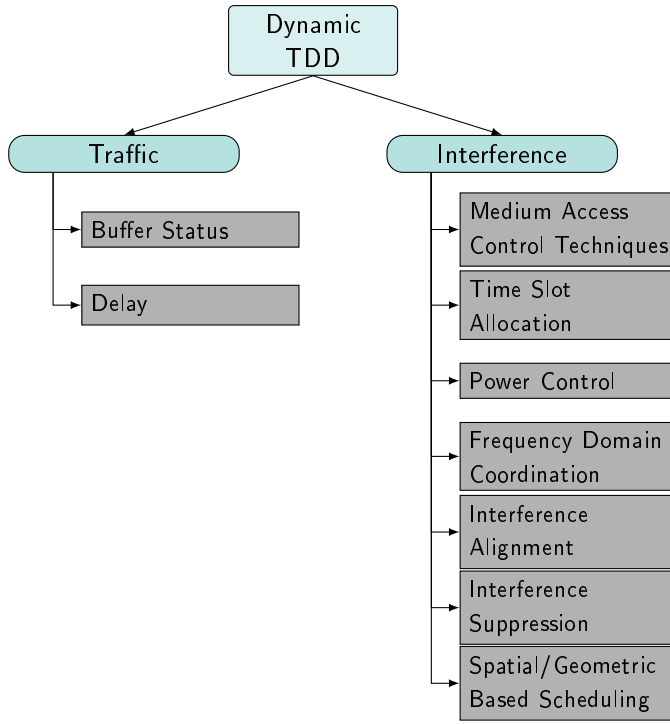 Dynamic
TDD
Traffic
Interference
Buffer Status
Delay
Medium Access
Control Techniques
Time Slot
Allocation
Power Control
Frequency Domain
Coordination
Interference
Alignment
Interference
Suppression
Spatial/Geometric
Based Scheduling